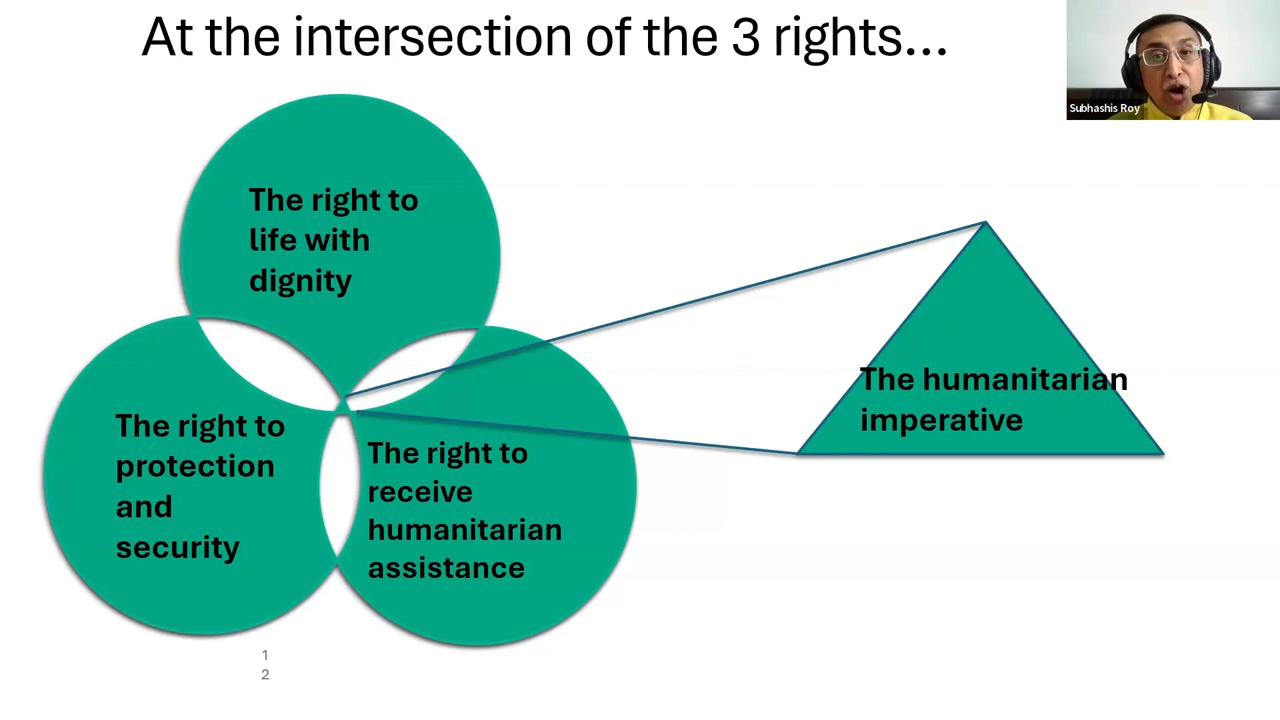 At the intersection of the 3 rights...
Subhashis Roy
The right to
life with
dignity
The right to
protection
and
security
The right to
receive
humanitarian
assistance
The humanitarian
imperative
1
2